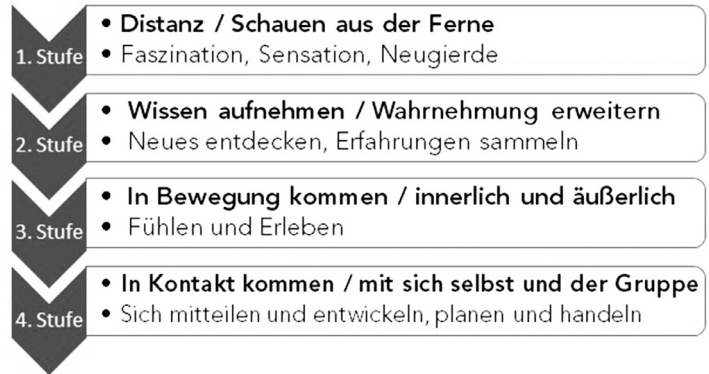 1. Stufe
• Distanz / Schauen aus der Ferne
• Faszination, Sensation, Neugierde
2. Stufe
• Wissen aufnehmen / Wahrnehmung erweitern
• Neues entdecken, Erfahrungen sammeln
3. Stufe
• In Bewegung kommen / innerlich und äußerlich
• Fühlen und Erleben
4. Stufe
• In Kontakt kommen / mit sich selbst und der Gruppe
• Sich mitteilen und entwickeln, planen und handeln